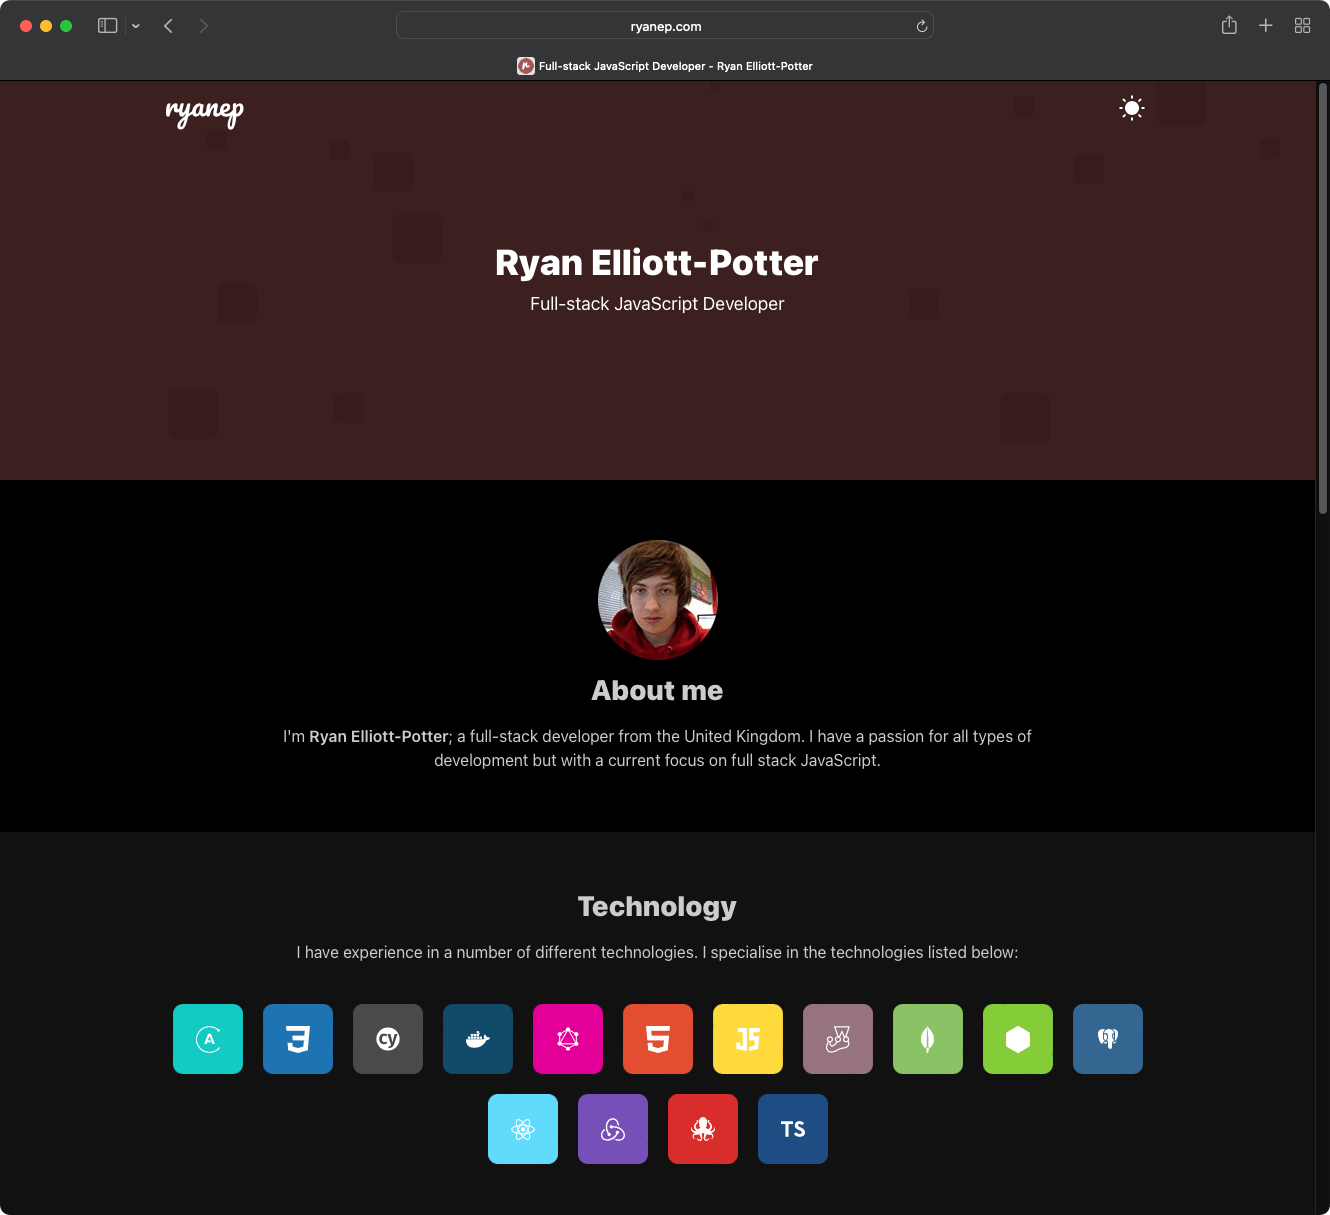 ryanep.com
Full-stack JavaScript Developer - Ryan Elliott-Potter
ryanep
Ryan Elliott-Potter
Full-stack JavaScript Developer
About me
I'm Ryan Elliott-Potter; a full-stack developer from the United Kingdom. I have a passion for all types of
development but with a current focus on full stack JavaScript.
Technology
I have experience in a number of different technologies. I specialise in the technologies listed below:
A 3 cy 5 JS
TS